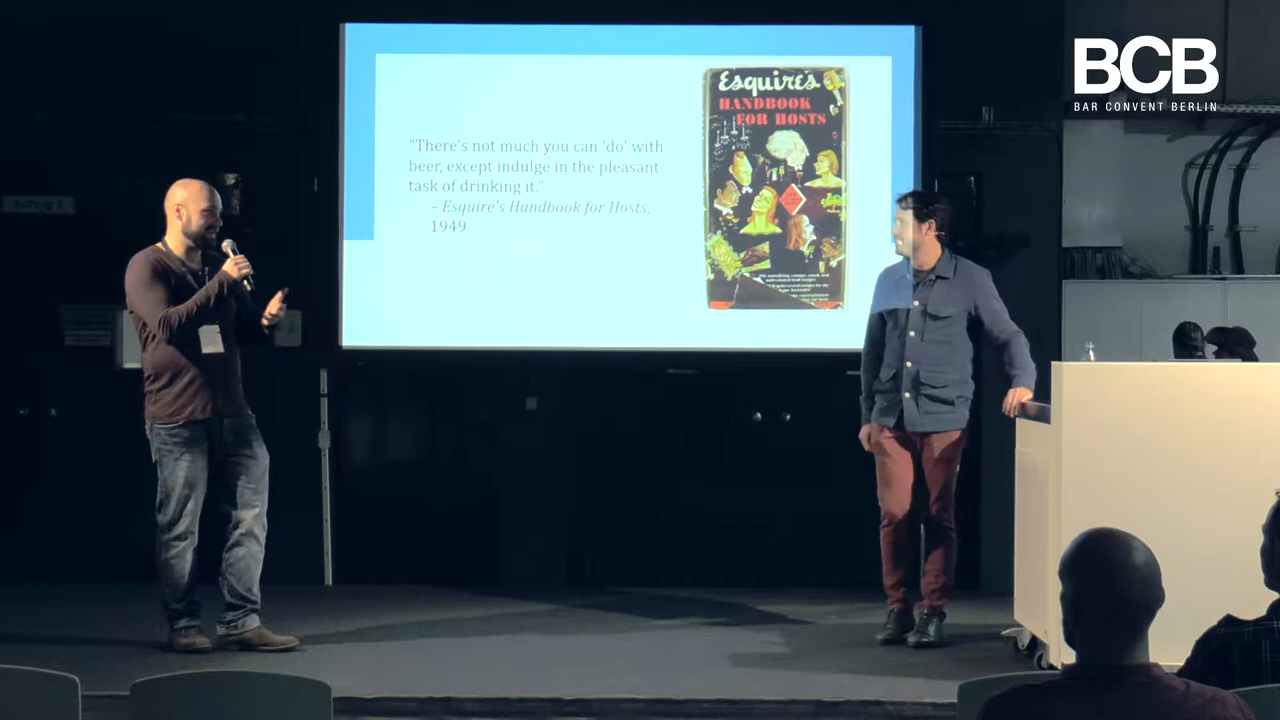 BCB
BAR CONVENT BERLIN
"There's not much you can 'do' with
beer, except indulge in the pleasant
task of drinking it."
– Esquire's Handbook for Hosts,
1949
Esquire's
HANDBOOK
FOR HOSTS